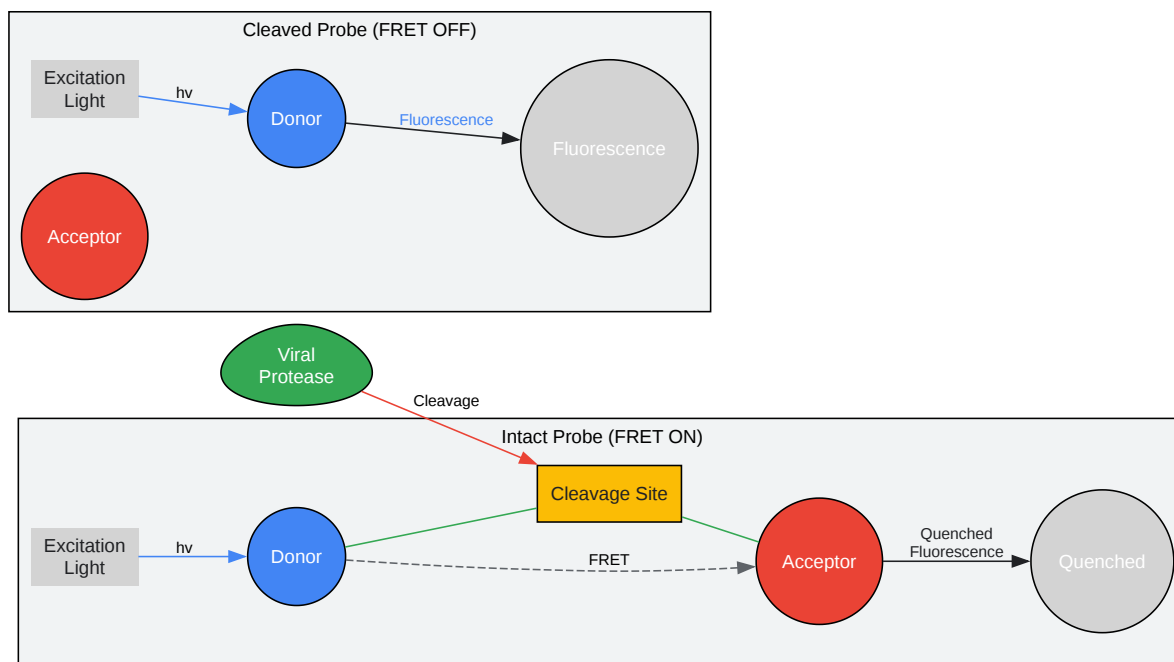 Cleaved Probe (FRET OFF)
Excitation
Light
hv
Donor
Fluorescence
Fluorescence
Acceptor
Viral
Protease
Cleavage
Intact Probe (FRET ON)
Cleavage Site
Excitation
Light
hv
Donor
FRET
Acceptor
Quenched
Fluorescence
Quenched